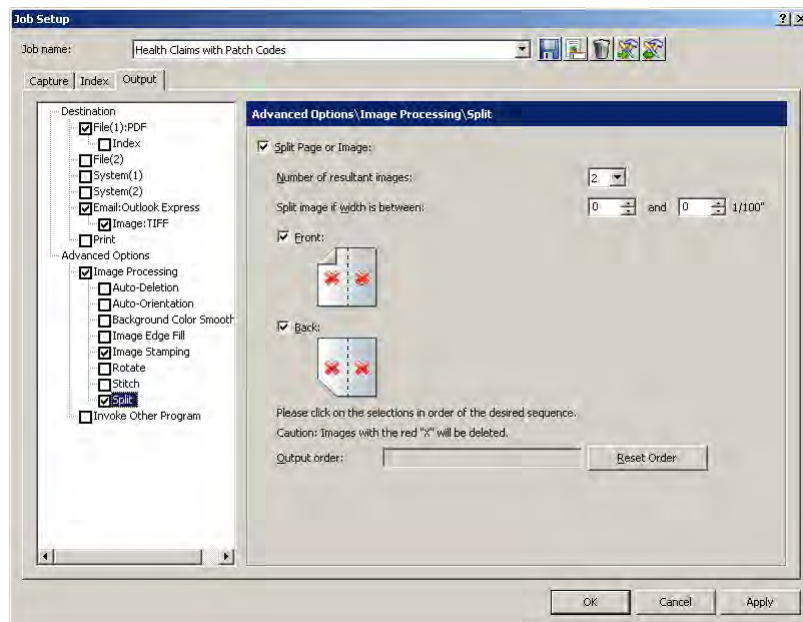 Job Setup
Job name: Health Claims with Patch Codes
Capture Index Output
Destination
File(1):PDF
Index
File(2)
System(1)
System(2)
Email:Outlook Express
Image:TIFF
Print
Advanced Options
Image Processing
Auto-Deletion
Auto-Orientation
Background Color Smooth
Image Edge Fill
Image Stamping
Rotate
Stitch
Split
Invoke Other Program
Advanced Options\Image Processing\Split
Split Page or Image:
Number of resultant images: 2
Split image if width is between: 0 and 0 1/100"
Front:
Back:
Please click on the selections in order of the desired sequence.
Caution: Images with the red "X" will be deleted.
Output order: Reset Order
OK Cancel Apply